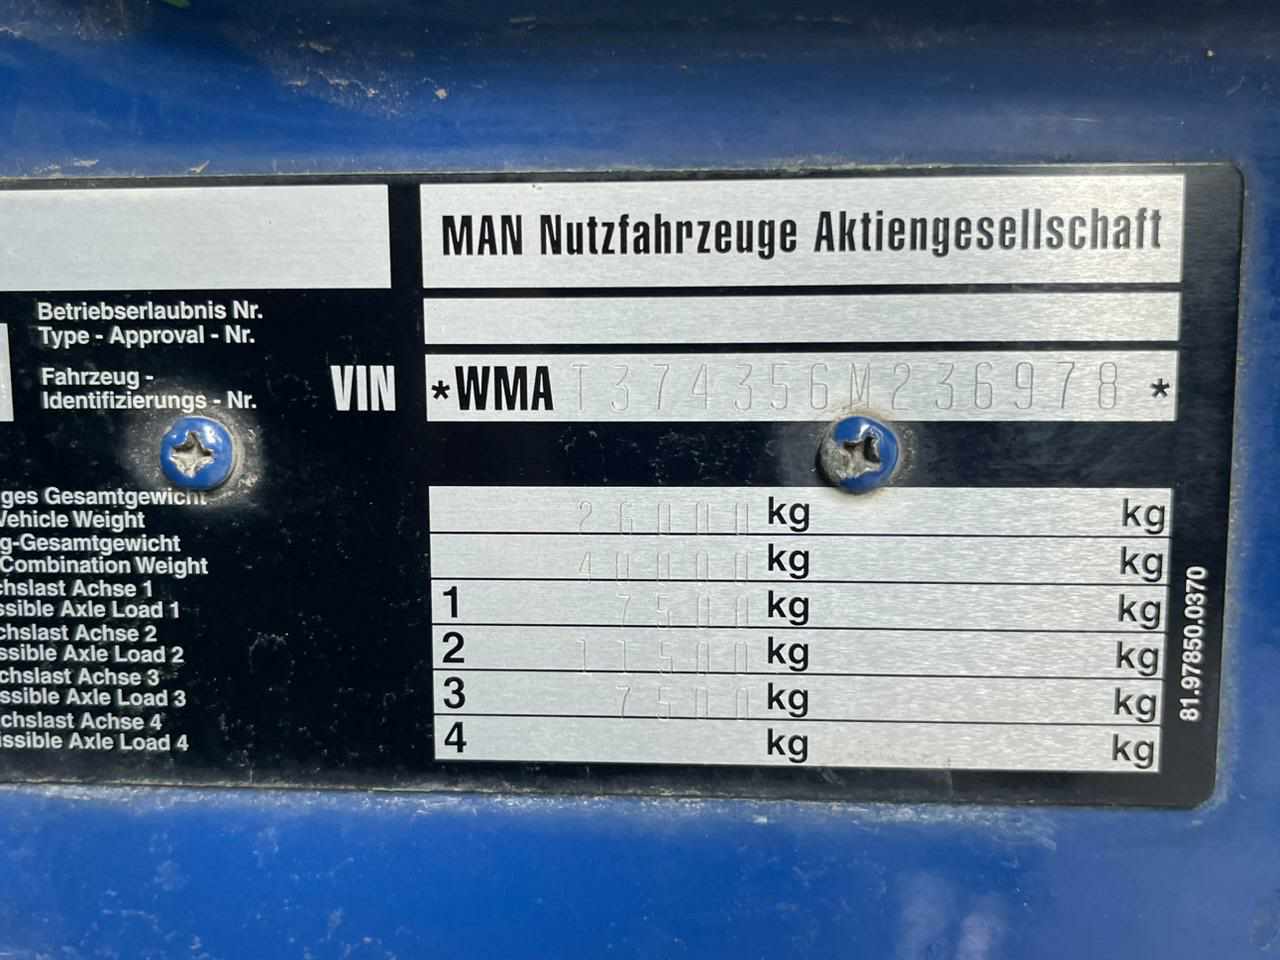 MAN Nutzfahrzeuge Aktiengesellschaft
Betriebserlaubnis Nr.
Type - Approval - Nr.
Fahrzeug -
Identifizierungs - Nr.
VIN *WMA T374356M236978 *
ges Gesamtgewicht
Vehicle Weight
26000 kg kg
g-Gesamtgewicht
Combination Weight
40000 kg kg
chslast Achse 1
ssible Axle Load 1
1 7500 kg kg
chslast Achse 2
ssible Axle Load 2
2 11500 kg kg
chslast Achse 3
ssible Axle Load 3
3 7500 kg kg
chslast Achse 4
issible Axle Load 4
4 kg kg
81.97850.0370